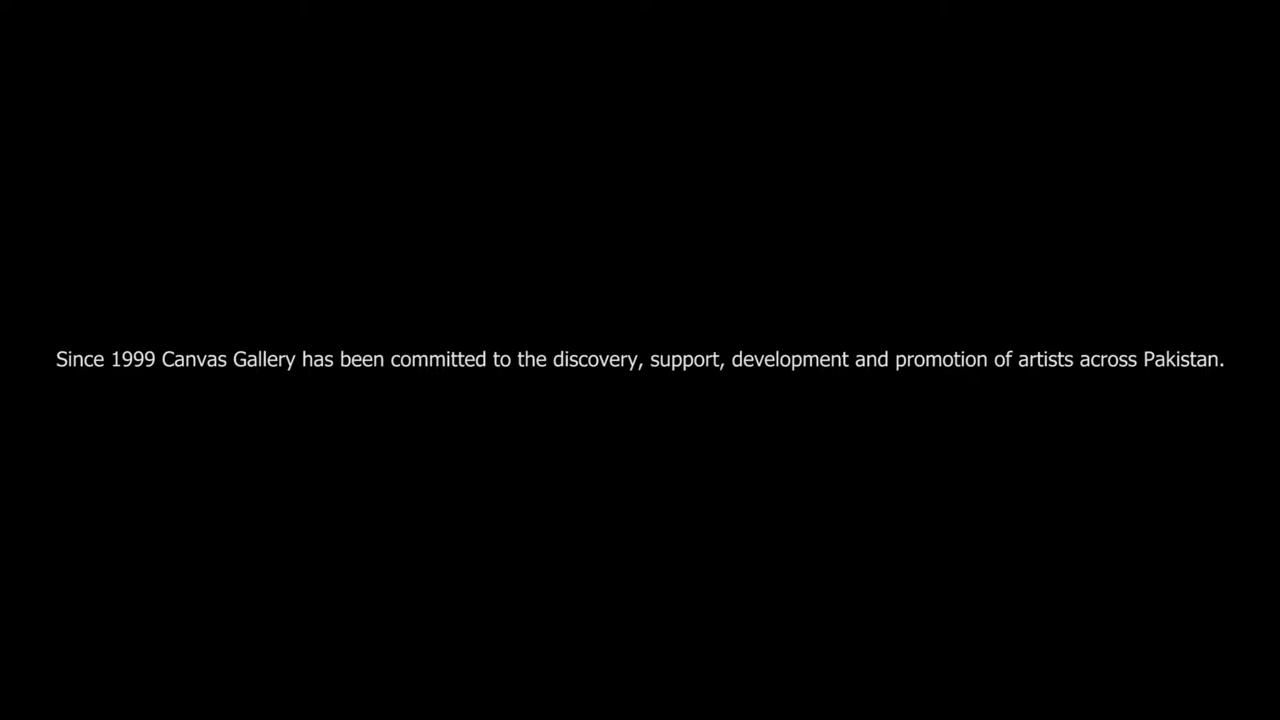 Since 1999 Canvas Gallery has been committed to the discovery, support, development and promotion of artists across Pakistan.